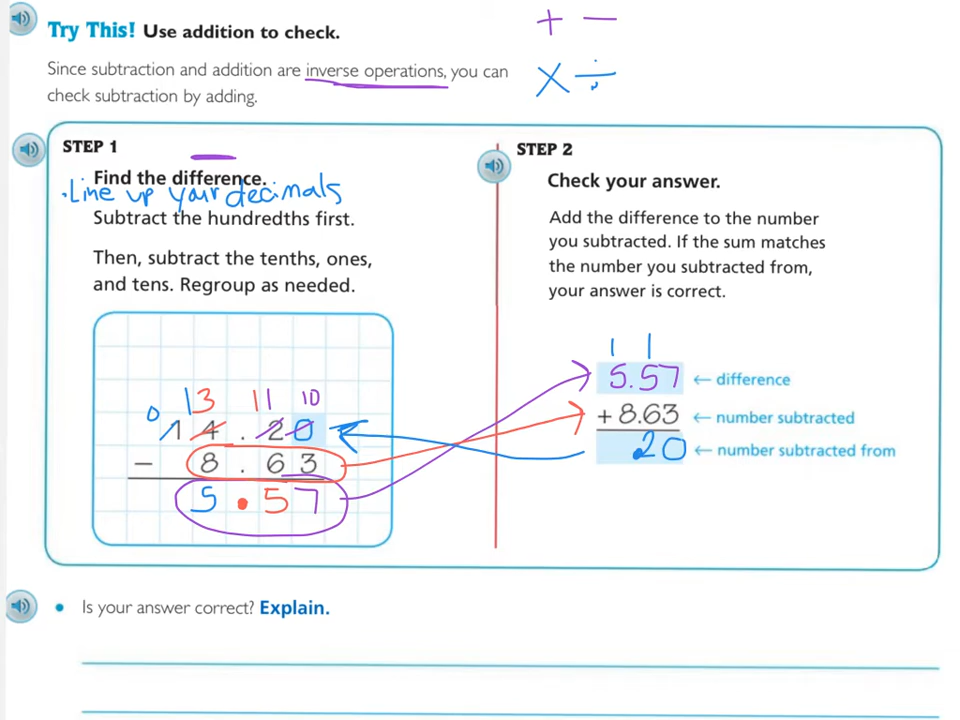 Try This! Use addition to check.
+ −
Since subtraction and addition are inverse operations, you can
check subtraction by adding.
× ÷
STEP 1
Find the difference.
·Line up your decimals
Subtract the hundredths first.
Then, subtract the tenths, ones,
and tens. Regroup as needed.
0 13 11 10
14.20
− 8.63
5.57
STEP 2
Check your answer.
Add the difference to the number
you subtracted. If the sum matches
the number you subtracted from,
your answer is correct.
1 1
5.57 ← difference
+8.63 ← number subtracted
20 ← number subtracted from
• Is your answer correct? Explain.